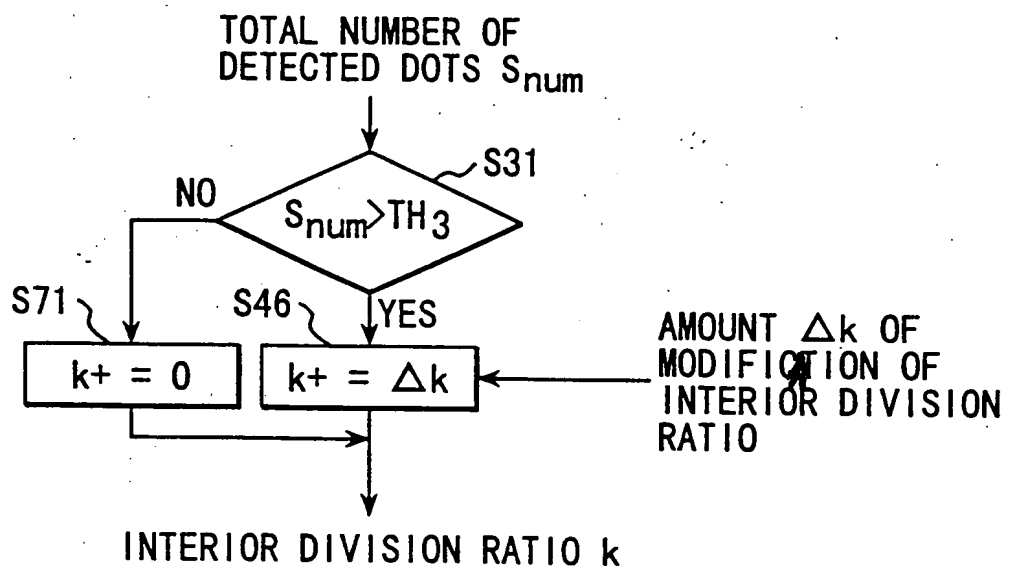 TOTAL NUMBER OF
DETECTED DOTS Snum
S31
NO
Snum>TH3
S71
S46
YES
k+ = 0
k+ = Δk
AMOUNT Δk OF
OF
INTERIOR DIVISION
RATIO
INTERIOR DIVISION RATIO k